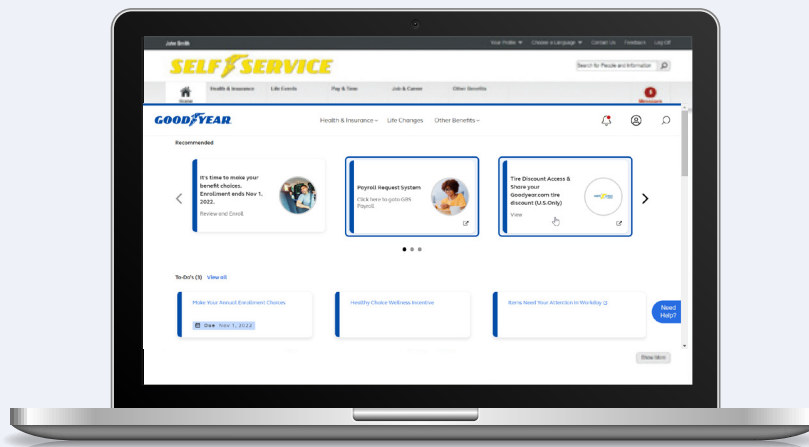 John Smith
Your Profile Choose a Language Contact Us Feedback Log Off
SELF SERVICE
Search for People and Information
Home
Health & Insurance Life Events Pay & Time Job & Career Other Benefits
Messages
GOODYEAR
Health & Insurance Life Changes Other Benefits
Recommended
It's time to make your
benefit choices.
Enrollment ends Nov 1,
2022.
Review and Enroll
Payroll Request System
Click here to go to GBS
Payroll
Tire Discount Access &
Share your
Goodyear.com tire
discount (U.S.Only)
View
To-Do's (3) View all
Make Your Annual Enrollment Choices
Due Nov 1, 2022
Healthy Choice Wellness Incentive
Items Need Your Attention in Workday
Need
Help?
Show More